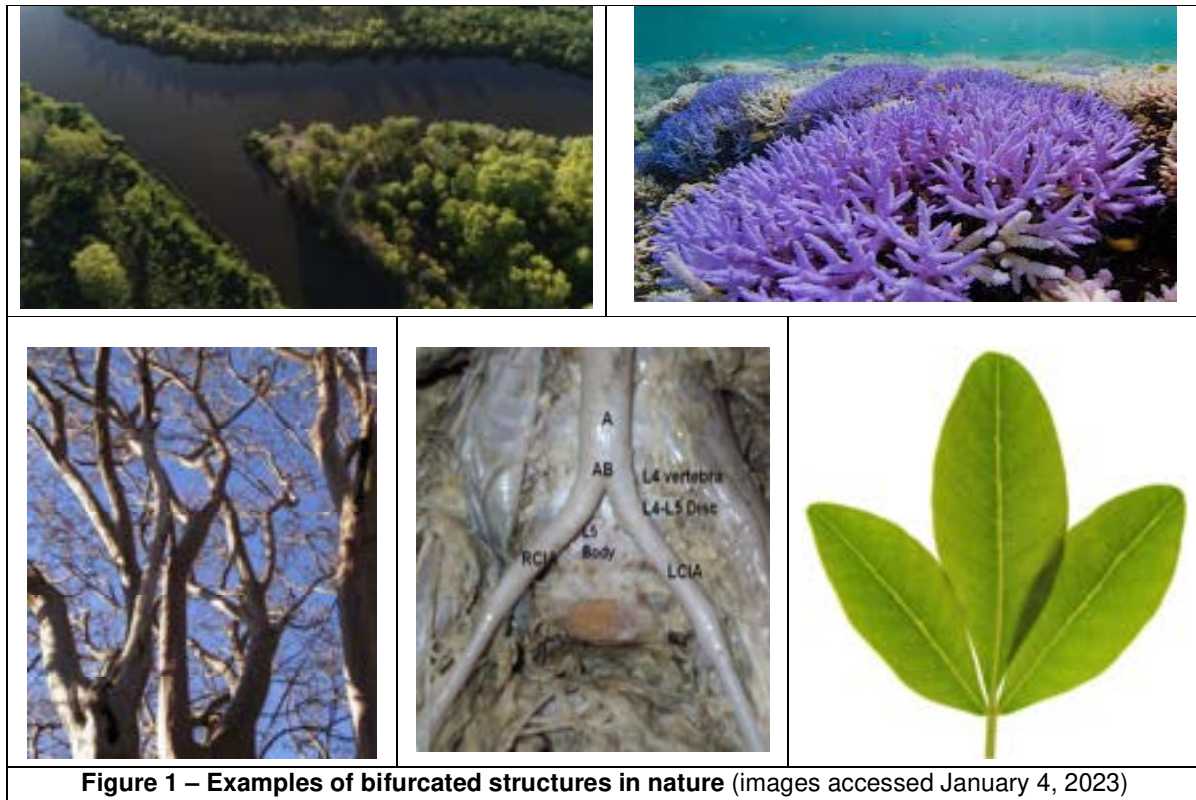 A
AB
L4 vertebra
L4-L5 Disc
L5
Body
RCIA
LCIA
Figure 1 – Examples of bifurcated structures in nature (images accessed January 4, 2023)